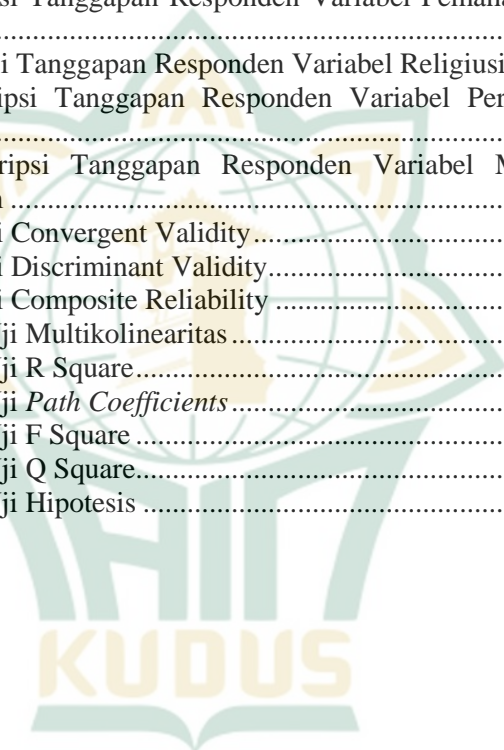 si Tanggapan Responden Variabel Pemana
....................................................................
i Tanggapan Responden Variabel Religiusi
ipsi Tanggapan Responden Variabel Per
....................................................................
ripsi Tanggapan Responden Variabel M
n ................................................................
i Convergent Validity ...................................
i Discriminant Validity................................
i Composite Reliability ................................
ji Multikolinearitas ......................................
ji R Square....................................................
ji Path Coefficients ......................................
ji F Square ....................................................
ji Q Square....................................................
ji Hipotesis ...................................................
KUDUS